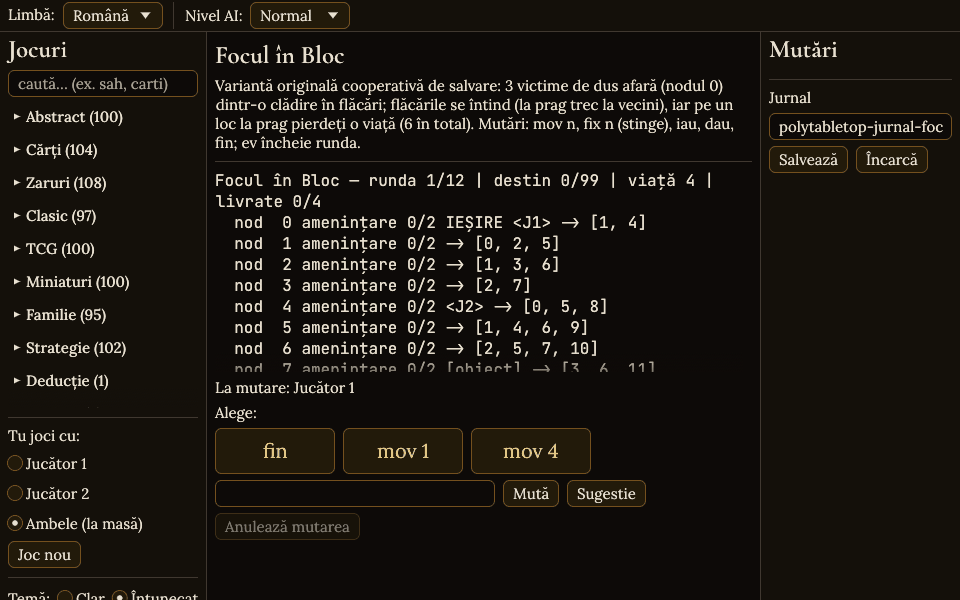 Limbă: Română ▼ Nivel AI: Normal ▼
Jocuri
caută... (ex. sah, carti)
▸ Abstract (100)
▸ Cărți (104)
▸ Zaruri (108)
▸ Clasic (97)
▸ TCG (100)
▸ Miniaturi (100)
▸ Familie (95)
▸ Strategie (102)
▸ Deducție (1)
Tu joci cu:
Jucător 1
Jucător 2
Ambele (la masă)
Joc nou
Temă: Clar Întunecat
Focul în Bloc
Variantă originală cooperativă de salvare: 3 victime de dus afară (nodul 0)
dintr-o clădire în flăcări; flăcările se întind (la prag trec la vecini), iar pe un
loc la prag pierdeți o viață (6 în total). Mutări: mov n, fix n (stinge), iau, dau,
fin; ev încheie runda.
Focul în Bloc — runda 1/12 | destin 0/99 | viață 4 |
livrate 0/4
nod 0 amenințare 0/2 IEȘIRE <J1> -> [1, 4]
nod 1 amenințare 0/2 -> [0, 2, 5]
nod 2 amenințare 0/2 -> [1, 3, 6]
nod 3 amenințare 0/2 -> [2, 7]
nod 4 amenințare 0/2 <J2> -> [0, 5, 8]
nod 5 amenințare 0/2 -> [1, 4, 6, 9]
nod 6 amenințare 0/2 -> [2, 5, 7, 10]
nod 7 amenințare 0/2 [object] -> [3, 6, 11]
La mutare: Jucător 1
Alege:
fin mov 1 mov 4
Mută Sugestie
Anulează mutarea
Mutări
Jurnal
polytabletop-jurnal-foc
Salvează Încarcă